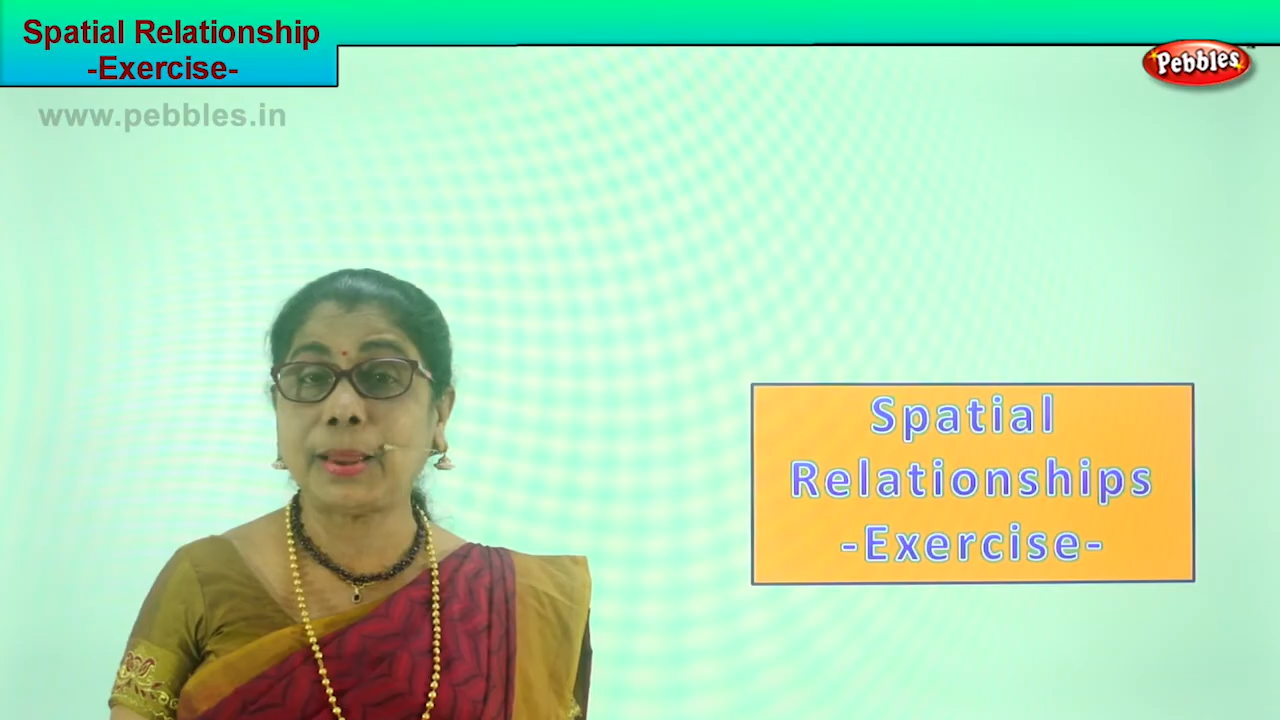 Spatial Relationship
-Exercise-
Pebbles
www.pebbles.in
Spatial
Relationships
-Exercise-